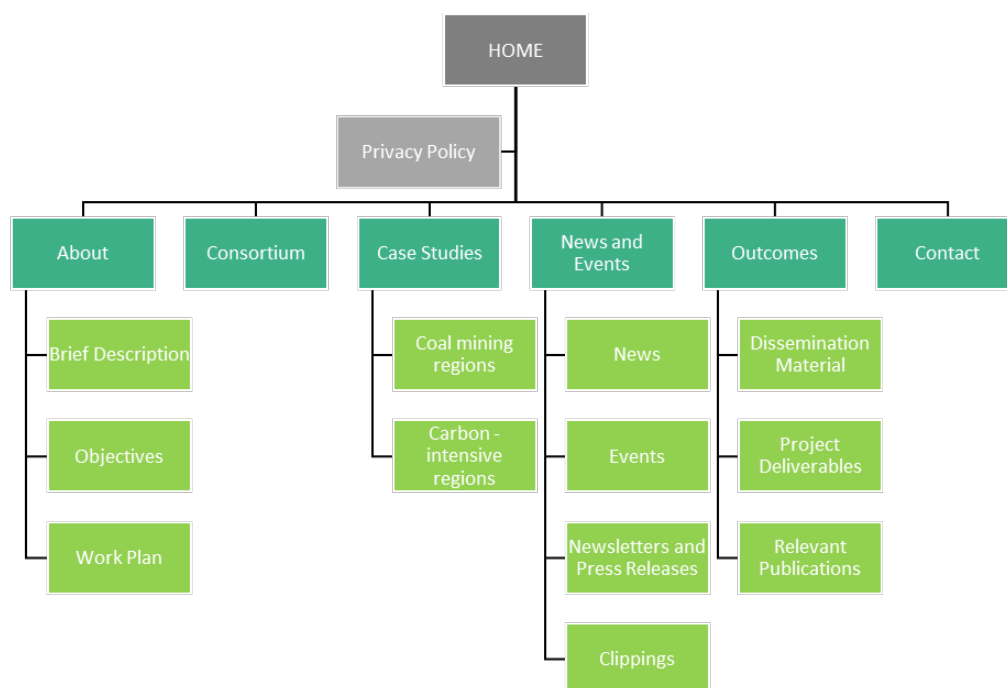 HOME
Privacy Policy
About
Consortium
Case Studies
News and
Events
Outcomes
Contact
Brief Description
Objectives
Work Plan
Coal mining
regions
Carbon -
intensive
regions
News
Events
Newsletters and
Press Releases
Clippings
Dissemination
Material
Project
Deliverables
Relevant
Publications